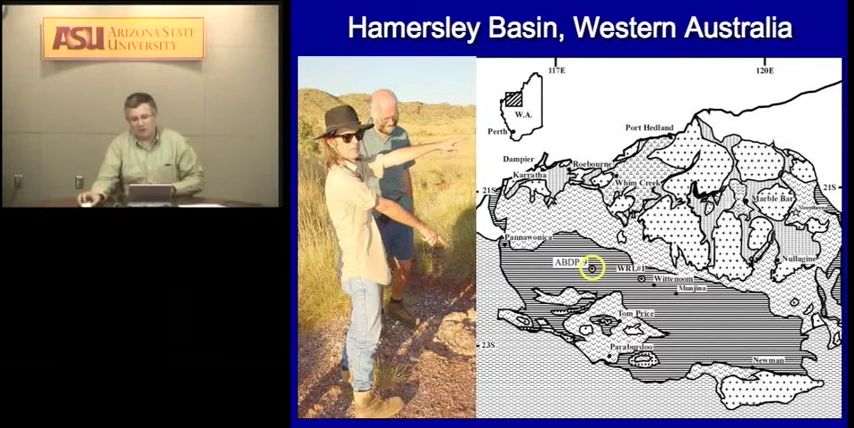 ASU ARIZONA STATE
UNIVERSITY
Hamersley Basin, Western Australia
117E
120E
W.A.
Perth
Port Hedland
Dampier
Roebourne
Karratha
Whim Creek
21S
21S
Marble Bar
Pannawonica
Nullagine
ABDP-9
WRL#1
Wittenoom
Munjina
Tom Price
23S
Paraburdoo
Newman